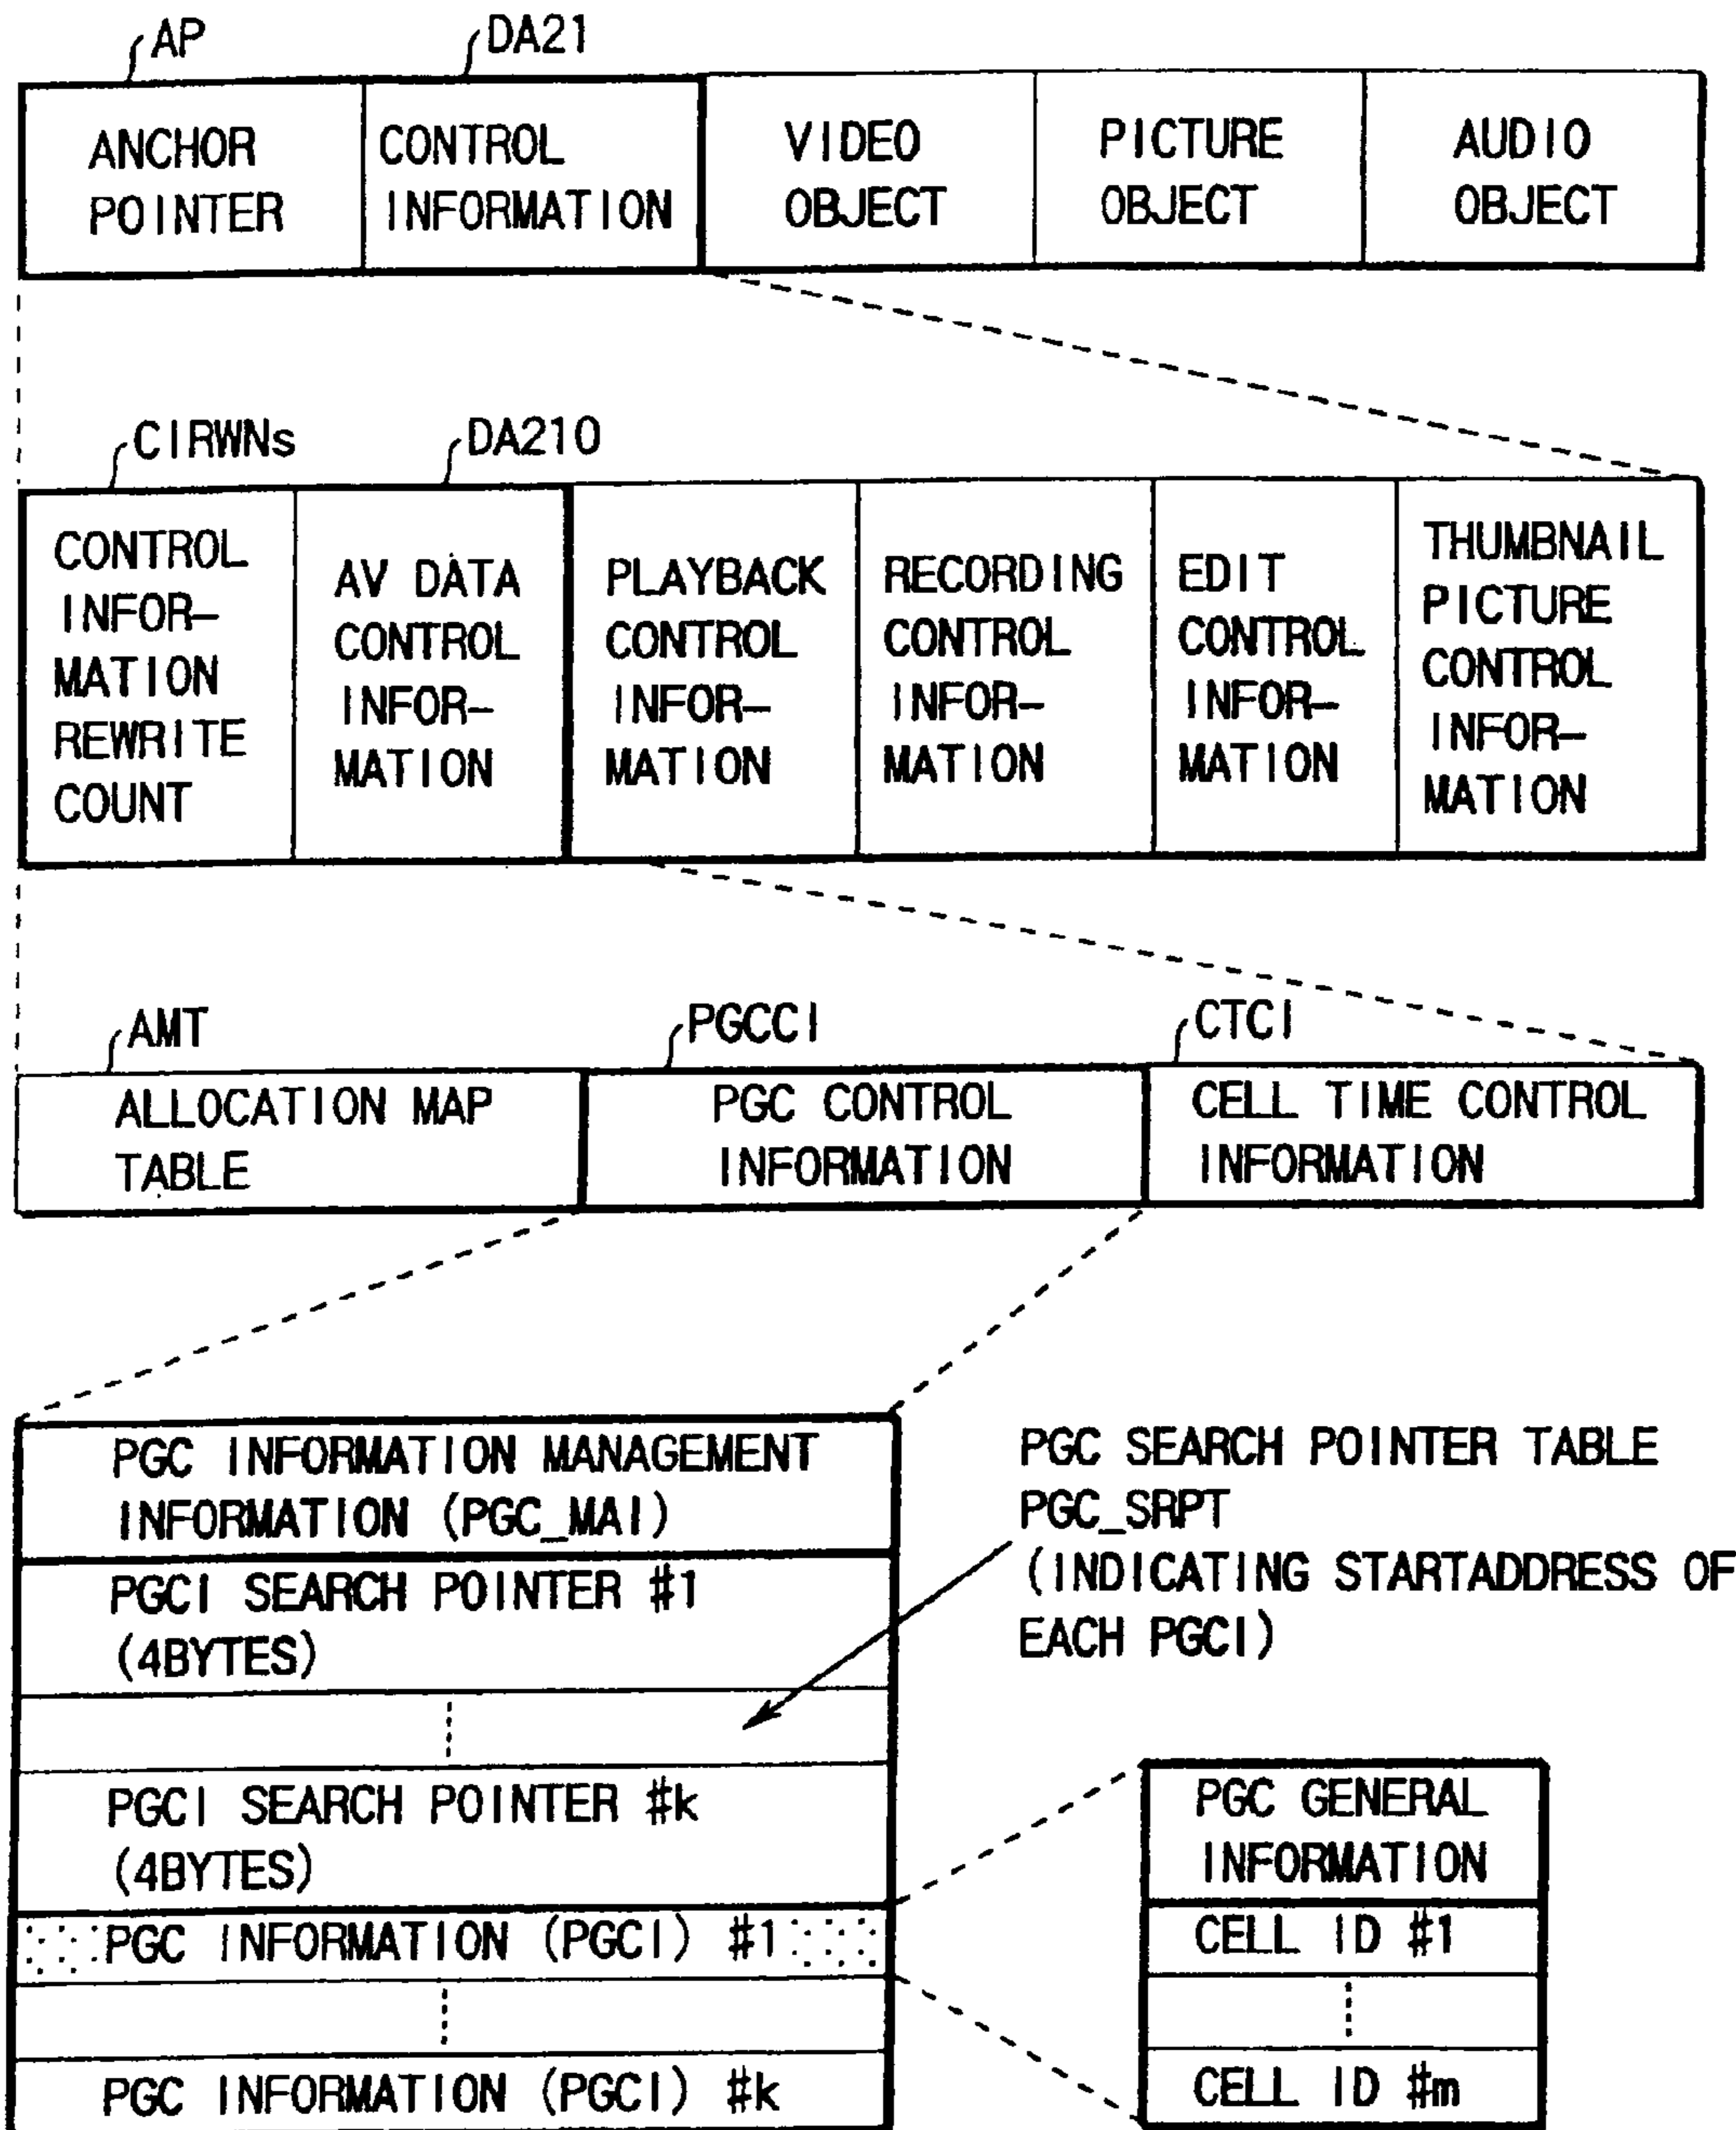 AP
DA21
ANCHOR
POINTER
CONTROL
INFORMATION
VIDEO
OBJECT
PICTURE
OBJECT
AUDIO
OBJECT
CIRWNs
DA210
CONTROL
INFOR-
MATION
REWRITE
COUNT
AV DATA
CONTROL
INFOR-
MATION
PLAYBACK
CONTROL
INFOR-
MATION
RECORDING
CONTROL
INFOR-
MATION
EDIT
CONTROL
INFOR-
MATION
THUMBNAIL
PICTURE
CONTROL
INFOR-
MATION
AMT
PGCCI
CTCI
ALLOCATION MAP
TABLE
PGC CONTROL
INFORMATION
CELL TIME CONTROL
INFORMATION
PGC INFORMATION MANAGEMENT
INFORMATION (PGC_MAI)
PGCI SEARCH POINTER #1
(4BYTES)
PGCI SEARCH POINTER #k
(4BYTES)
PGC INFORMATION (PGCI) #1
PGC INFORMATION (PGCI) #k
PGC SEARCH POINTER TABLE
PGC_SRPT
(INDICATING STARTADDRESS OF
EACH PGCI)
PGC GENERAL
INFORMATION
CELL ID #1
CELL ID #m